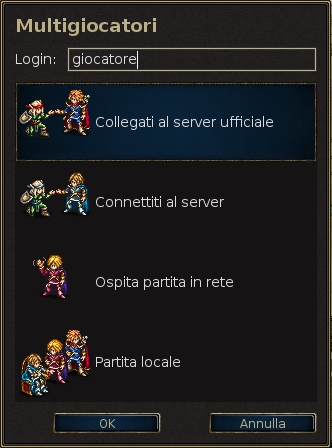 Multigiocatori
Login: giocatore
Collegati al server ufficiale
Connettiti al server
Ospita partita in rete
Partita locale
OK Annulla